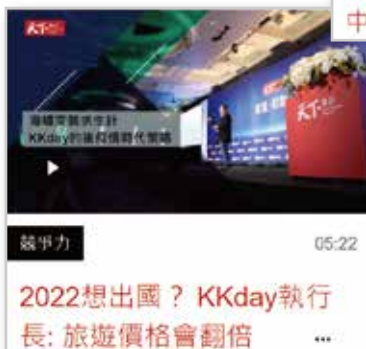 中
天下
海嘯突襲求生計
KKday的後疫情時代策略
天下
競爭力
05:22
2022想出國? KKday執行
長: 旅遊價格會翻倍
...